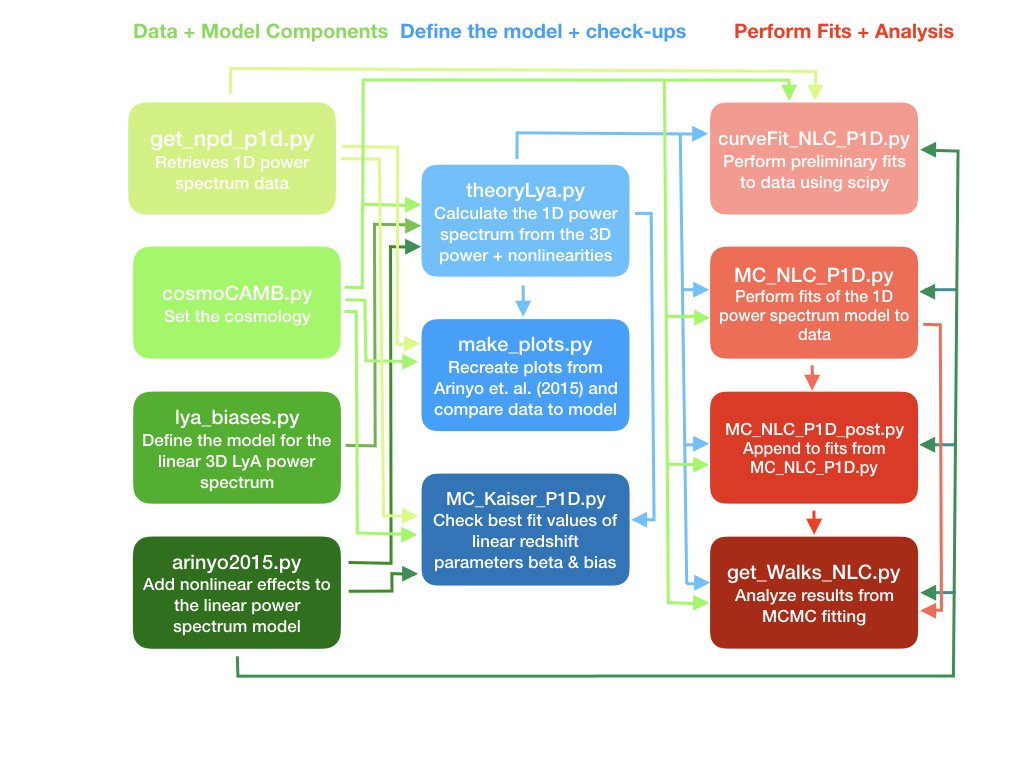 Data + Model Components
Define the model + check-ups
Perform Fits + Analysis
get_npd_p1d.py
Retrieves 1D power
spectrum data
cosmoCAMB.py
Set the cosmology
lya_biases.py
Define the model for the
linear 3D LyA power
spectrum
arinyo2015.py
Add nonlinear effects to
the linear power
spectrum model
theoryLya.py
Calculate the 1D power
spectrum from the 3D
power + nonlinearities
make_plots.py
Recreate plots from
Arinyo et. al. (2015) and
compare data to model
MC_Kaiser_P1D.py
Check best fit values of
linear redshift
parameters beta & bias
curveFit_NLC_P1D.py
Perform preliminary fits
to data using scipy
MC_NLC_P1D.py
Perform fits of the 1D
power spectrum model to
data
MC_NLC_P1D_post.py
Append to fits from
MC_NLC_P1D.py
get_Walks_NLC.py
Analyze results from
MCMC fitting